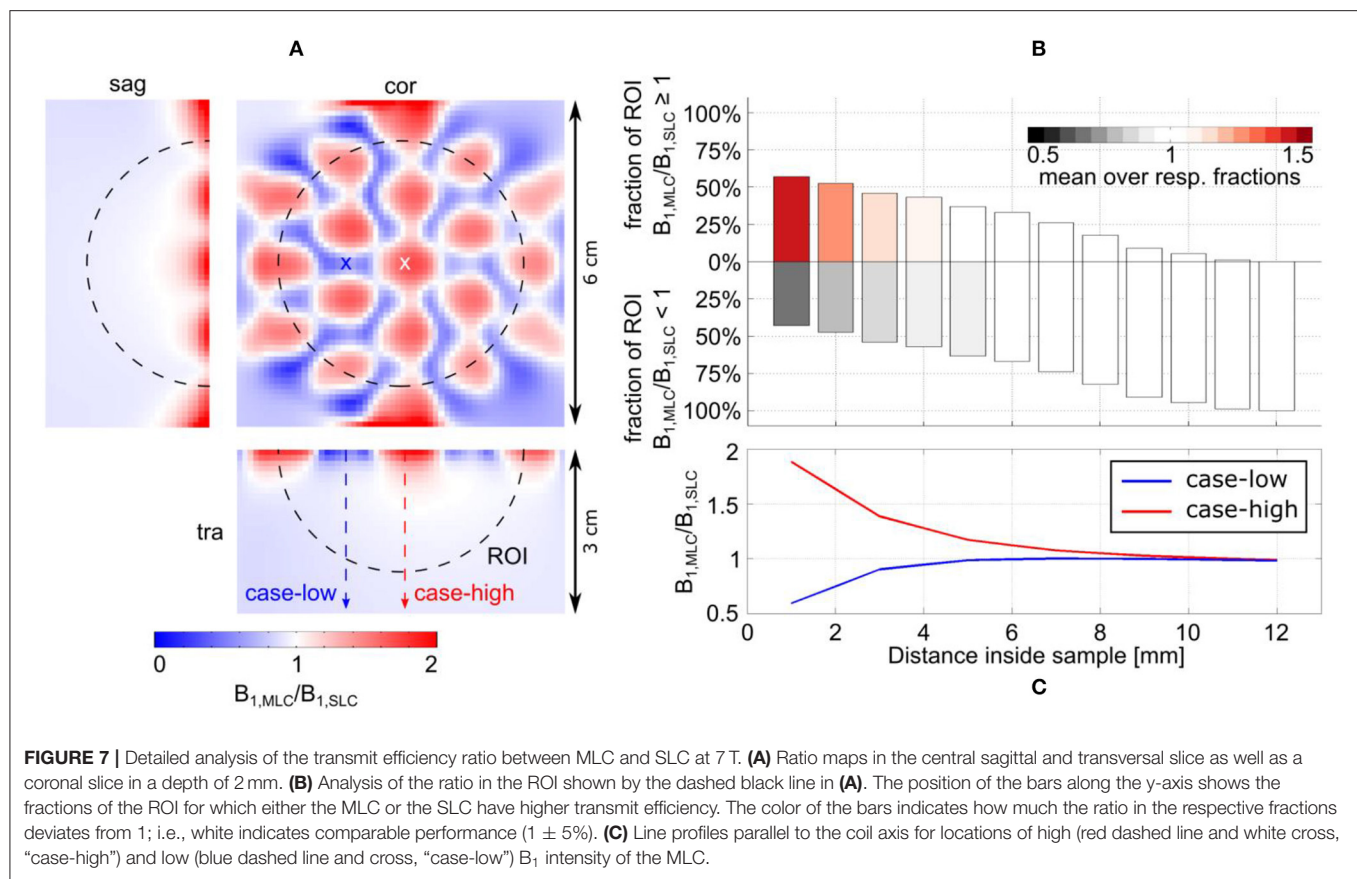 A
sag
cor
x
x
6 cm
tra
ROI
case-low
case-high
3 cm
0
1
2
B1,MLC/B1,SLC
B
fraction of ROI
B1,MLC/B1,SLC ≥ 1
fraction of ROI
B1,MLC/B1,SLC < 1
100%
75%
50%
25%
0%
25%
50%
75%
100%
0.5
1
1.5
mean over resp. fractions
B1,MLC/B1,SLC
2
1.5
1
0.5
case-low
case-high
0
2
4
6
8
10
12
Distance inside sample [mm]
C
FIGURE 7 | Detailed analysis of the transmit efficiency ratio between MLC and SLC at 7 T. (A) Ratio maps in the central sagittal and transversal slice as well as a
coronal slice in a depth of 2 mm. (B) Analysis of the ratio in the ROI shown by the dashed black line in (A). The position of the bars along the y-axis shows the
fractions of the ROI for which either the MLC or the SLC have higher transmit efficiency. The color of the bars indicates how much the ratio in the respective fractions
deviates from 1; i.e., white indicates comparable performance (1 ± 5%). (C) Line profiles parallel to the coil axis for locations of high (red dashed line and white cross,
“case-high”) and low (blue dashed line and cross, “case-low”) B1 intensity of the MLC.